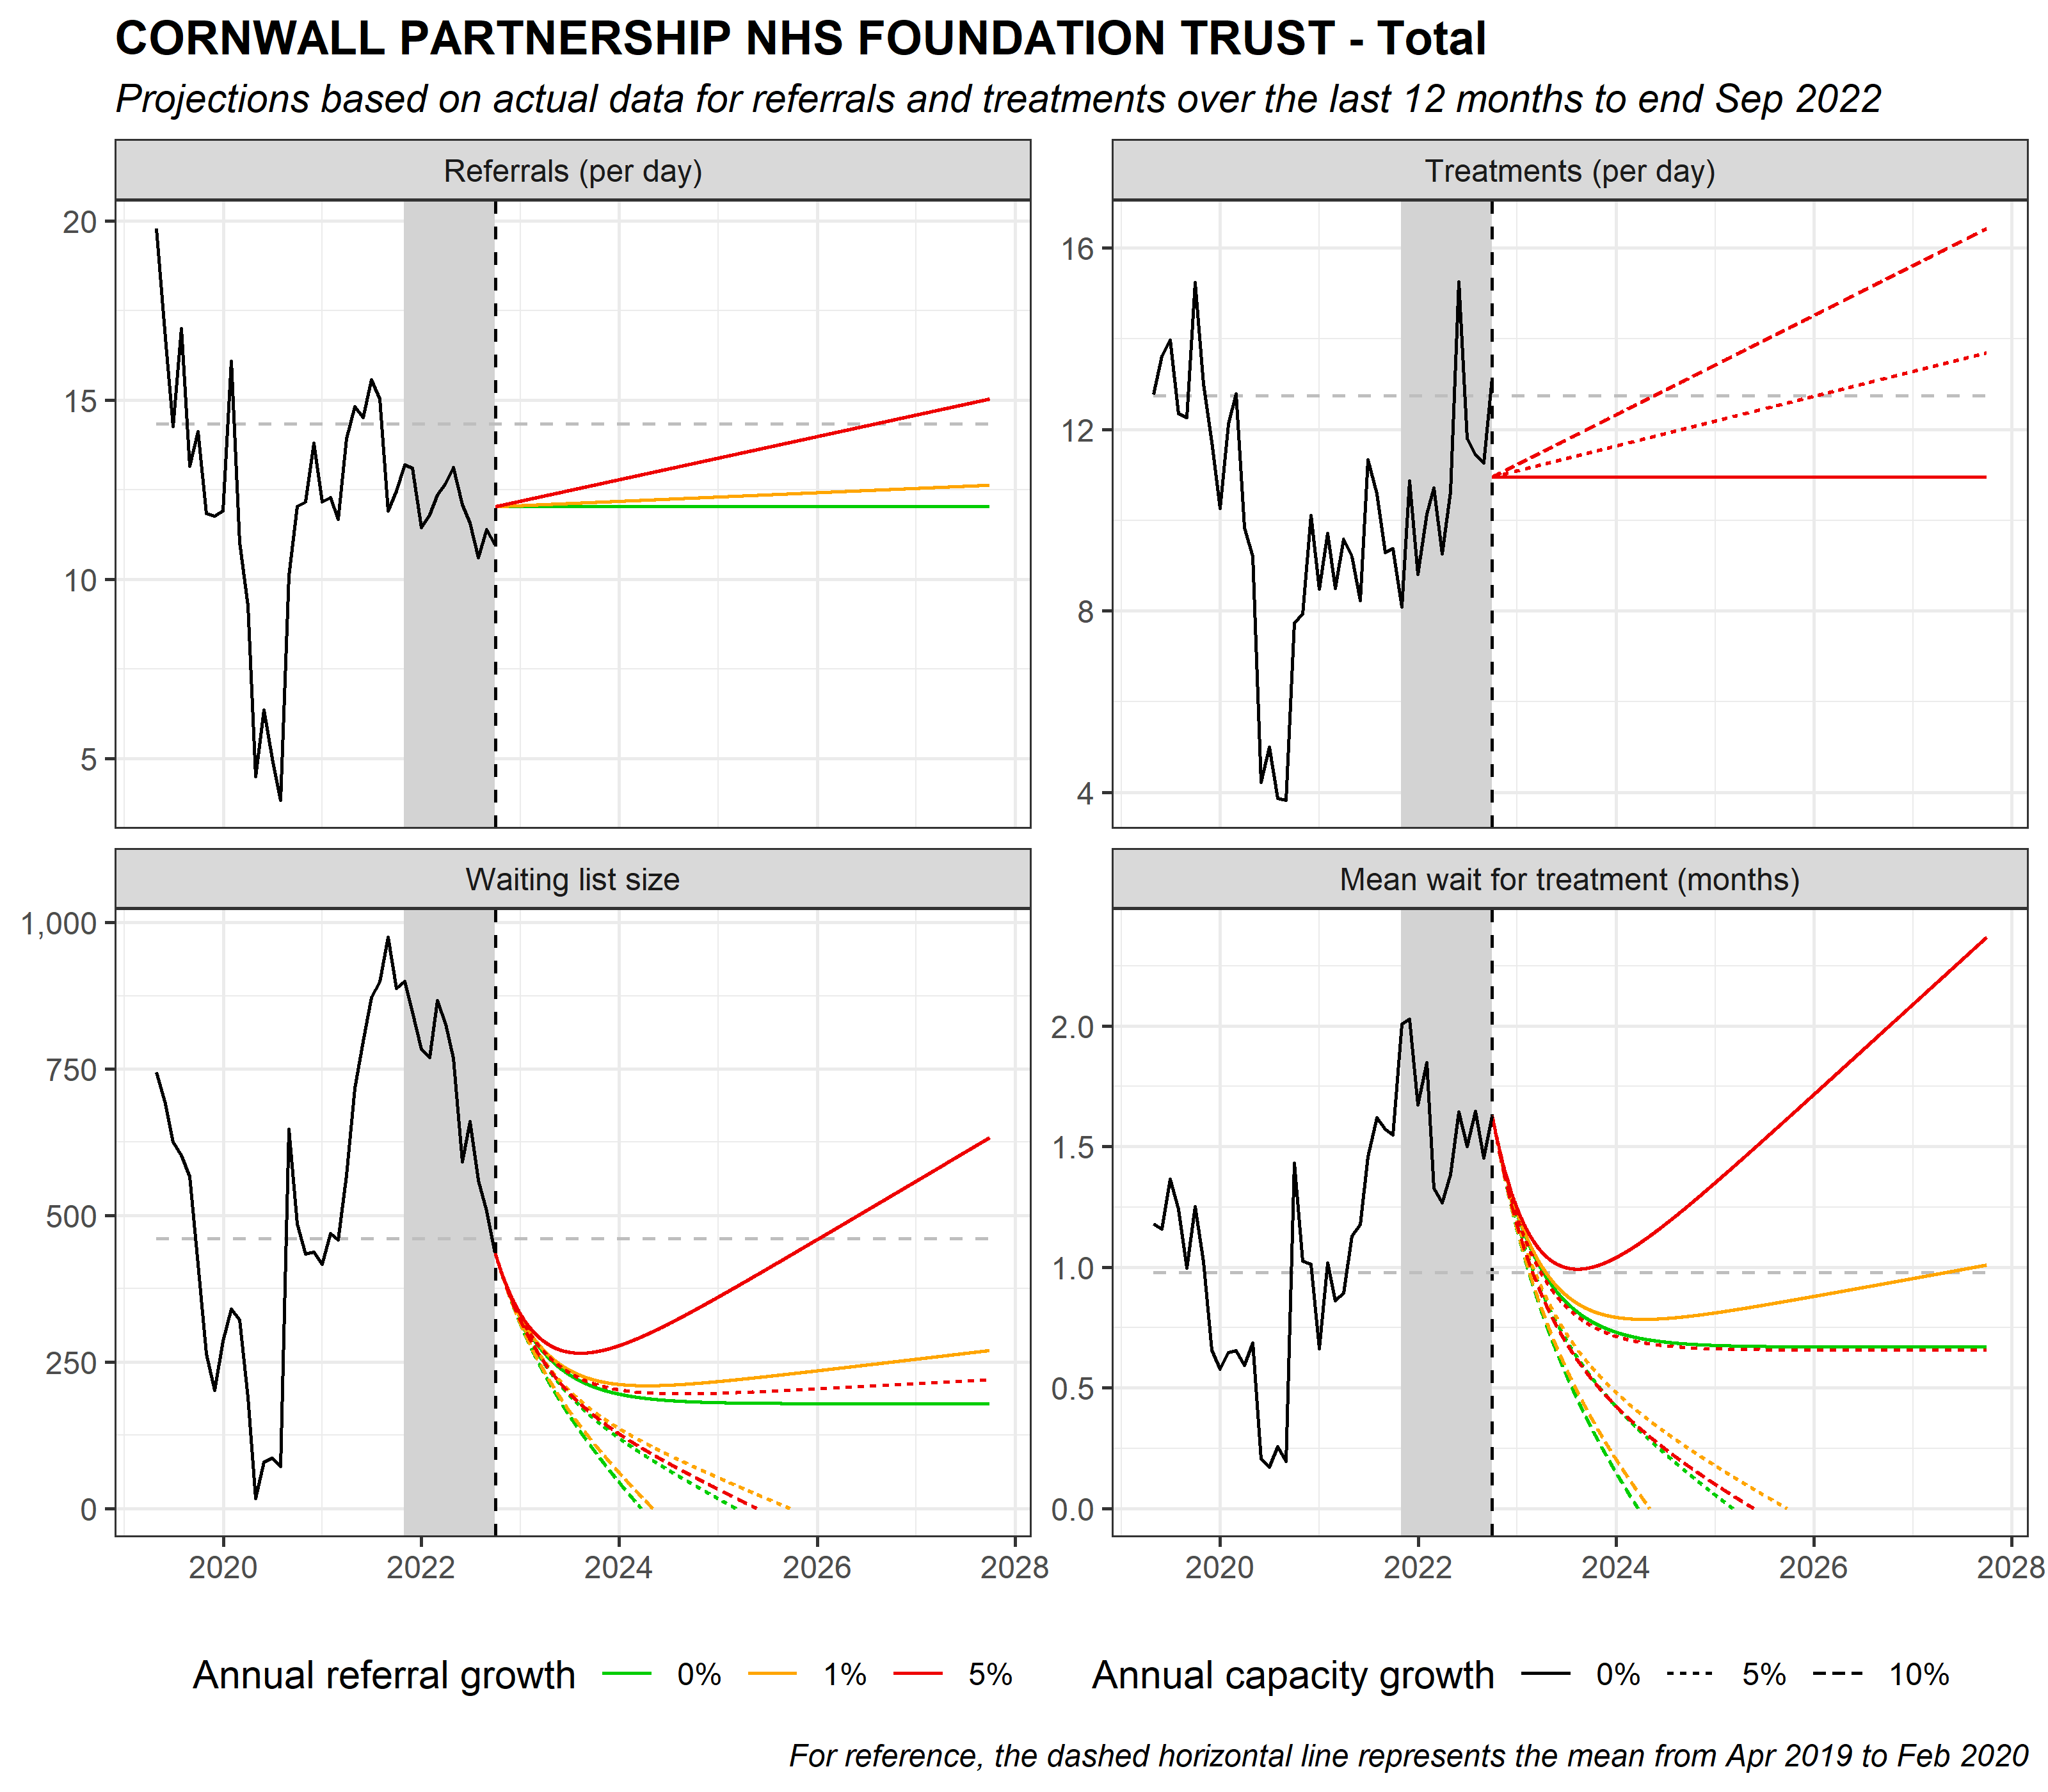 CORNWALL PARTNERSHIP NHS FOUNDATION TRUST - Total
Projections based on actual data for referrals and treatments over the last 12 months to end Sep 2022
Referrals (per day)
20
15
10
5
Treatments (per day)
16
12
8
4
Waiting list size
1,000
750
500
250
0
2020 2022 2024 2026 2028
Mean wait for treatment (months)
2.0
1.5
1.0
0.5
0.0
2020 2022 2024 2026 2028
Annual referral growth 0% 1% 5%
Annual capacity growth 0% 5% 10%
For reference, the dashed horizontal line represents the mean from Apr 2019 to Feb 2020